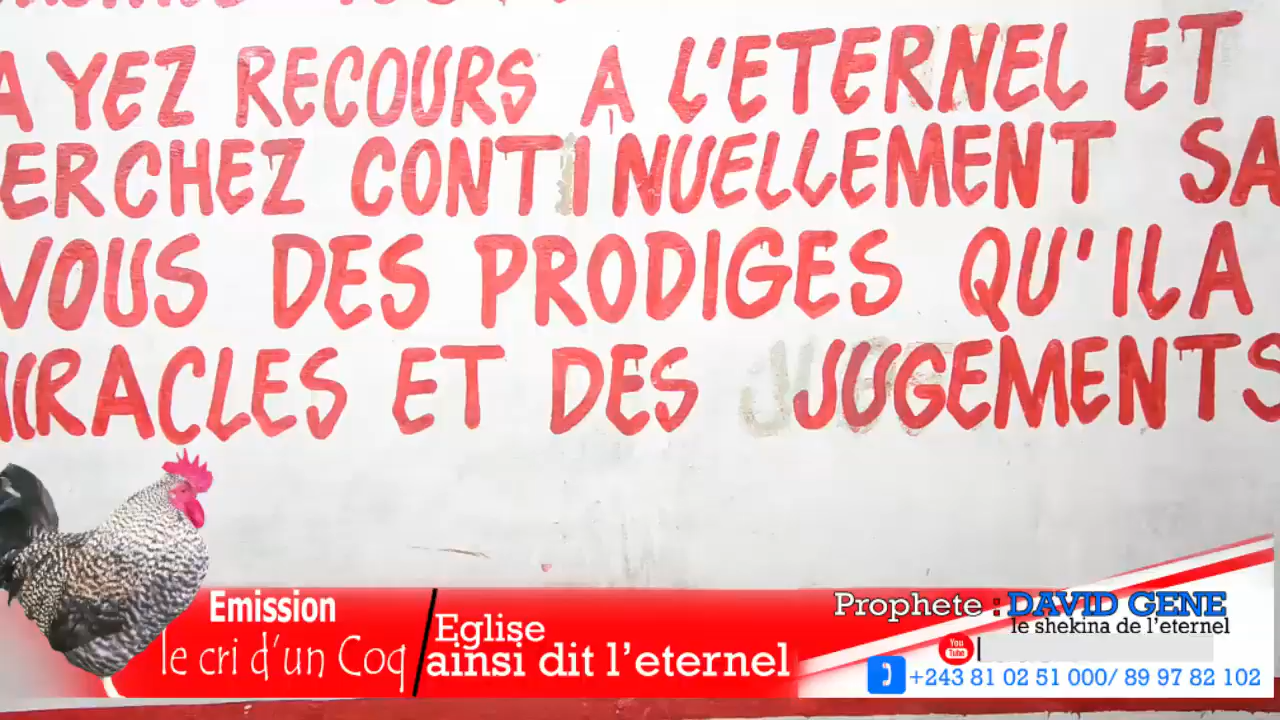 AYEZ RECOURS A L'ETERNEL ET
ERCHEZ CONTINUELLEMENT SA
VOUS DES PRODIGES QU'IL A
MIRACLES ET DES JUGEMENTS
Emission
le cri d'un Coq
Eglise
ainsi dit l'eternel
Prophete : DAVID GENE
le shekina de l'eternel
You
Tube
+243 81 02 51 000/ 89 97 82 102